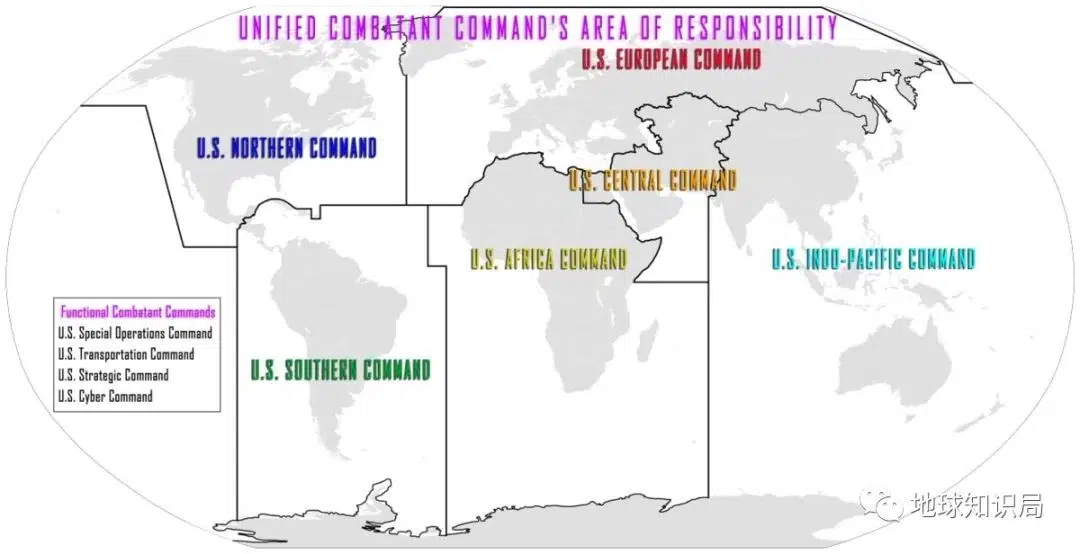 UNIFIED COMBATANT COMMAND'S AREA OF RESPONSIBILITY
U.S. EUROPEAN COMMAND
U.S. NORTHERN COMMAND
U.S. CENTRAL COMMAND
U.S. AFRICA COMMAND
U.S. INDO-PACIFIC COMMAND
Functional Combatant Commands
U.S. Special Operations Command
U.S. Transportation Command
U.S. Strategic Command
U.S. Cyber Command
U.S. SOUTHERN COMMAND
地球知识局